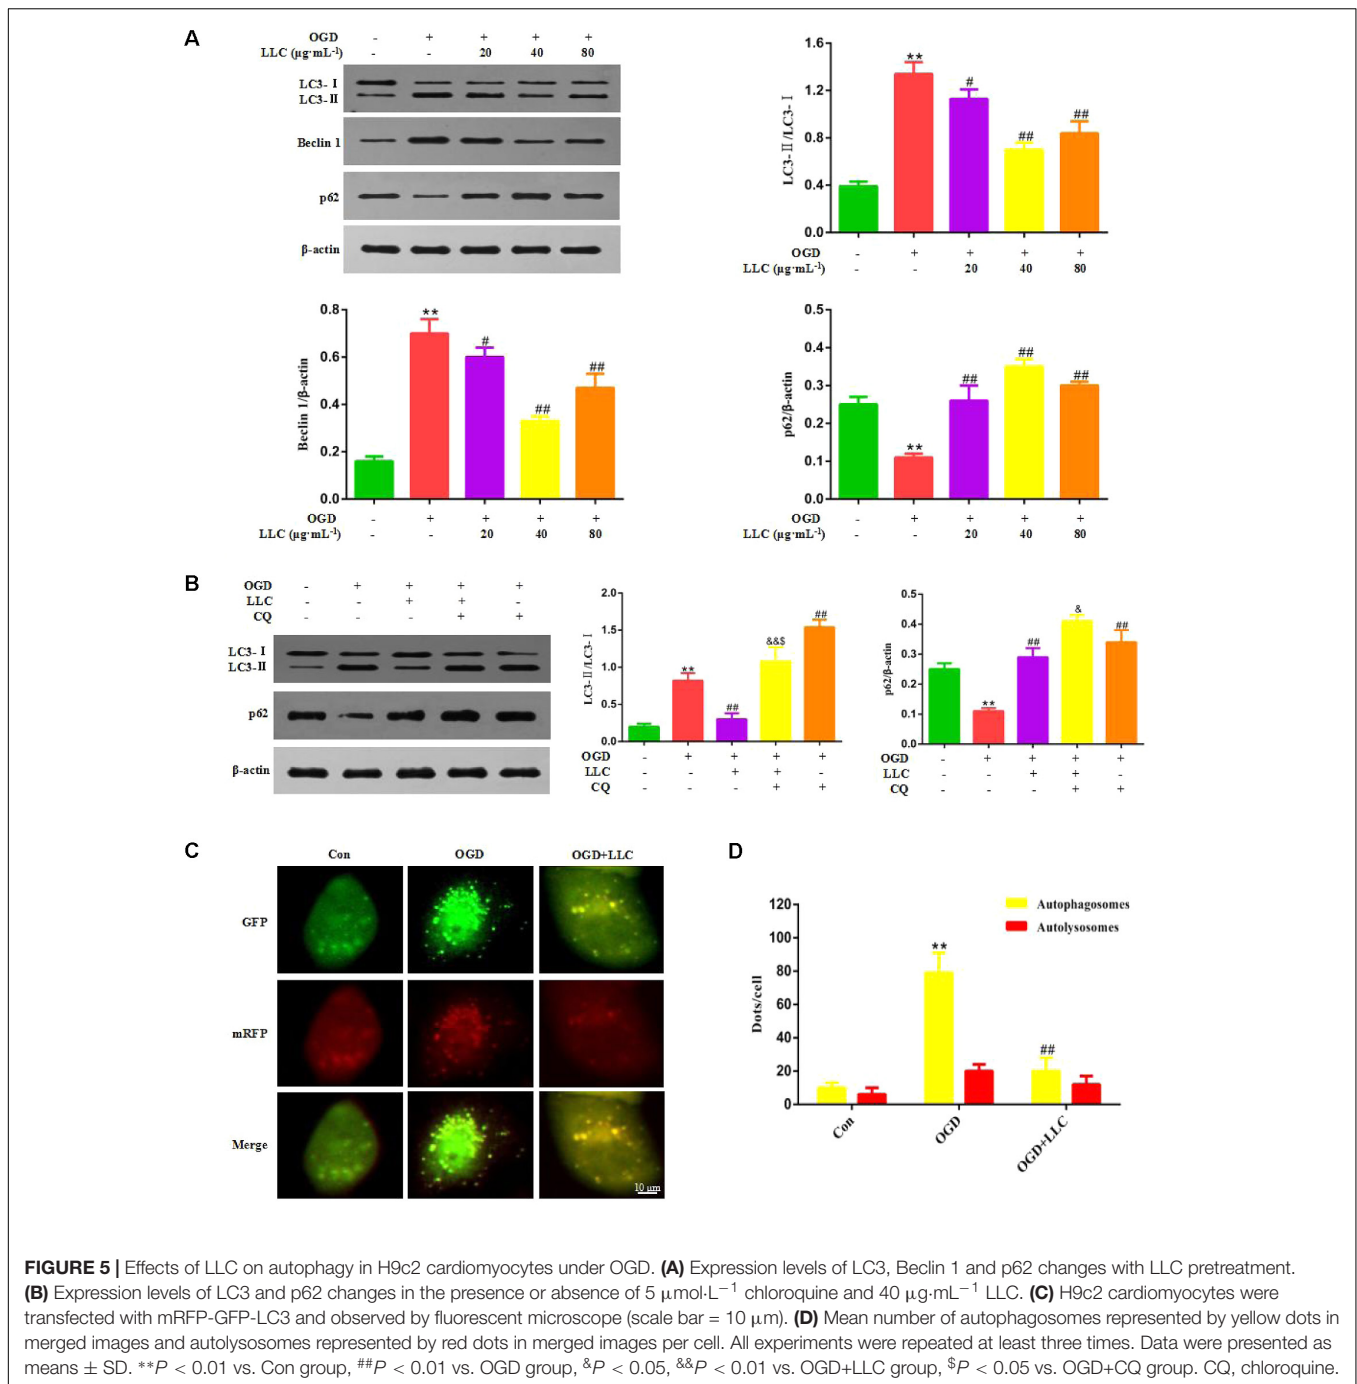 A
OGD - + + + +
LLC (μg·mL⁻¹) - - 20 40 80
LC3-Ⅰ
LC3-Ⅱ
Beclin 1
p62
β-actin
LC3-Ⅱ/LC3-Ⅰ
1.6
1.2
0.8
0.4
0.0
** # ## ##
OGD - + + + +
LLC (μg·mL⁻¹) - - 20 40 80
Beclin 1/β-actin
0.8
0.6
0.4
0.2
0.0
** # ## ##
OGD - + + + +
LLC (μg·mL⁻¹) - - 20 40 80
p62/β-actin
0.5
0.4
0.3
0.2
0.1
0.0
** ## ## ##
OGD - + + + +
LLC (μg·mL⁻¹) - - 20 40 80
B
OGD - + + + +
LLC - - + + -
CQ - - - + +
LC3-Ⅰ
LC3-Ⅱ
p62
β-actin
LC3-Ⅱ/LC3-Ⅰ
2.0
1.5
1.0
0.5
0.0
** ## &&$ ##
OGD - + + + +
LLC - - + + -
CQ - - - + +
p62/β-actin
0.5
0.4
0.3
0.2
0.1
0.0
** ## & ##
OGD - + + + +
LLC - - + + -
CQ - - - + +
C
Con OGD OGD+LLC
GFP
mRFP
Merge
10 μm
D
Autophagosomes
Autolysosomes
Dots/cell
120
100
80
60
40
20
0
** ##
Con OGD OGD+LLC
FIGURE 5 | Effects of LLC on autophagy in H9c2 cardiomyocytes under OGD. (A) Expression levels of LC3, Beclin 1 and p62 changes with LLC pretreatment.
(B) Expression levels of LC3 and p62 changes in the presence or absence of 5 μmol·L⁻¹ chloroquine and 40 μg·mL⁻¹ LLC. (C) H9c2 cardiomyocytes were
transfected with mRFP-GFP-LC3 and observed by fluorescent microscope (scale bar = 10 μm). (D) Mean number of autophagosomes represented by yellow dots in
merged images and autolysosomes represented by red dots in merged images per cell. All experiments were repeated at least three times. Data were presented as
means ± SD. **P < 0.01 vs. Con group, ##P < 0.01 vs. OGD group, &P < 0.05, &&P < 0.01 vs. OGD+LLC group, $P < 0.05 vs. OGD+CQ group. CQ, chloroquine.